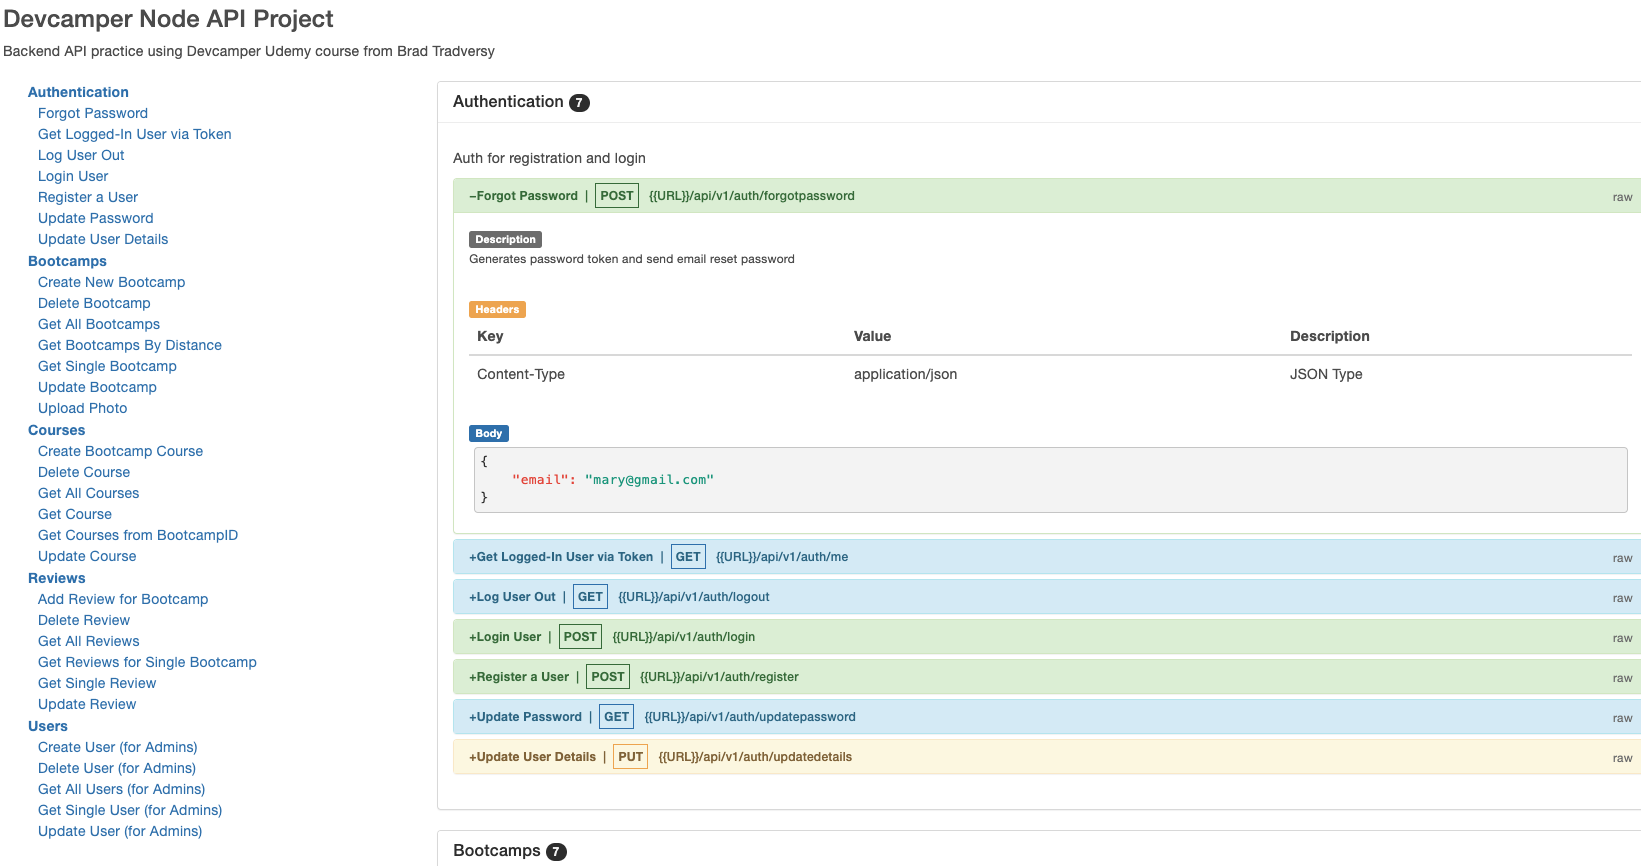 Devcamper Node API Project
Backend API practice using Devcamper Udemy course from Brad Tradversy
Authentication
Forgot Password
Get Logged-In User via Token
Log User Out
Login User
Register a User
Update Password
Update User Details
Bootcamps
Create New Bootcamp
Delete Bootcamp
Get All Bootcamps
Get Bootcamps By Distance
Get Single Bootcamp
Update Bootcamp
Upload Photo
Courses
Create Bootcamp Course
Delete Course
Get All Courses
Get Course
Get Courses from BootcampID
Update Course
Reviews
Add Review for Bootcamp
Delete Review
Get All Reviews
Get Reviews for Single Bootcamp
Get Single Review
Update Review
Users
Create User (for Admins)
Delete User (for Admins)
Get All Users (for Admins)
Get Single User (for Admins)
Update User (for Admins)
Authentication 7
Auth for registration and login
–Forgot Password | POST {{URL}}/api/v1/auth/forgotpassword raw
Description
Generates password token and send email reset password
Headers
Key Value Description
Content-Type application/json JSON Type
Body
{
"email": "mary@gmail.com"
}
+Get Logged-In User via Token | GET {{URL}}/api/v1/auth/me raw
+Log User Out | GET {{URL}}/api/v1/auth/logout raw
+Login User | POST {{URL}}/api/v1/auth/login raw
+Register a User | POST {{URL}}/api/v1/auth/register raw
+Update Password | GET {{URL}}/api/v1/auth/updatepassword raw
+Update User Details | PUT {{URL}}/api/v1/auth/updatedetails raw
Bootcamps 7